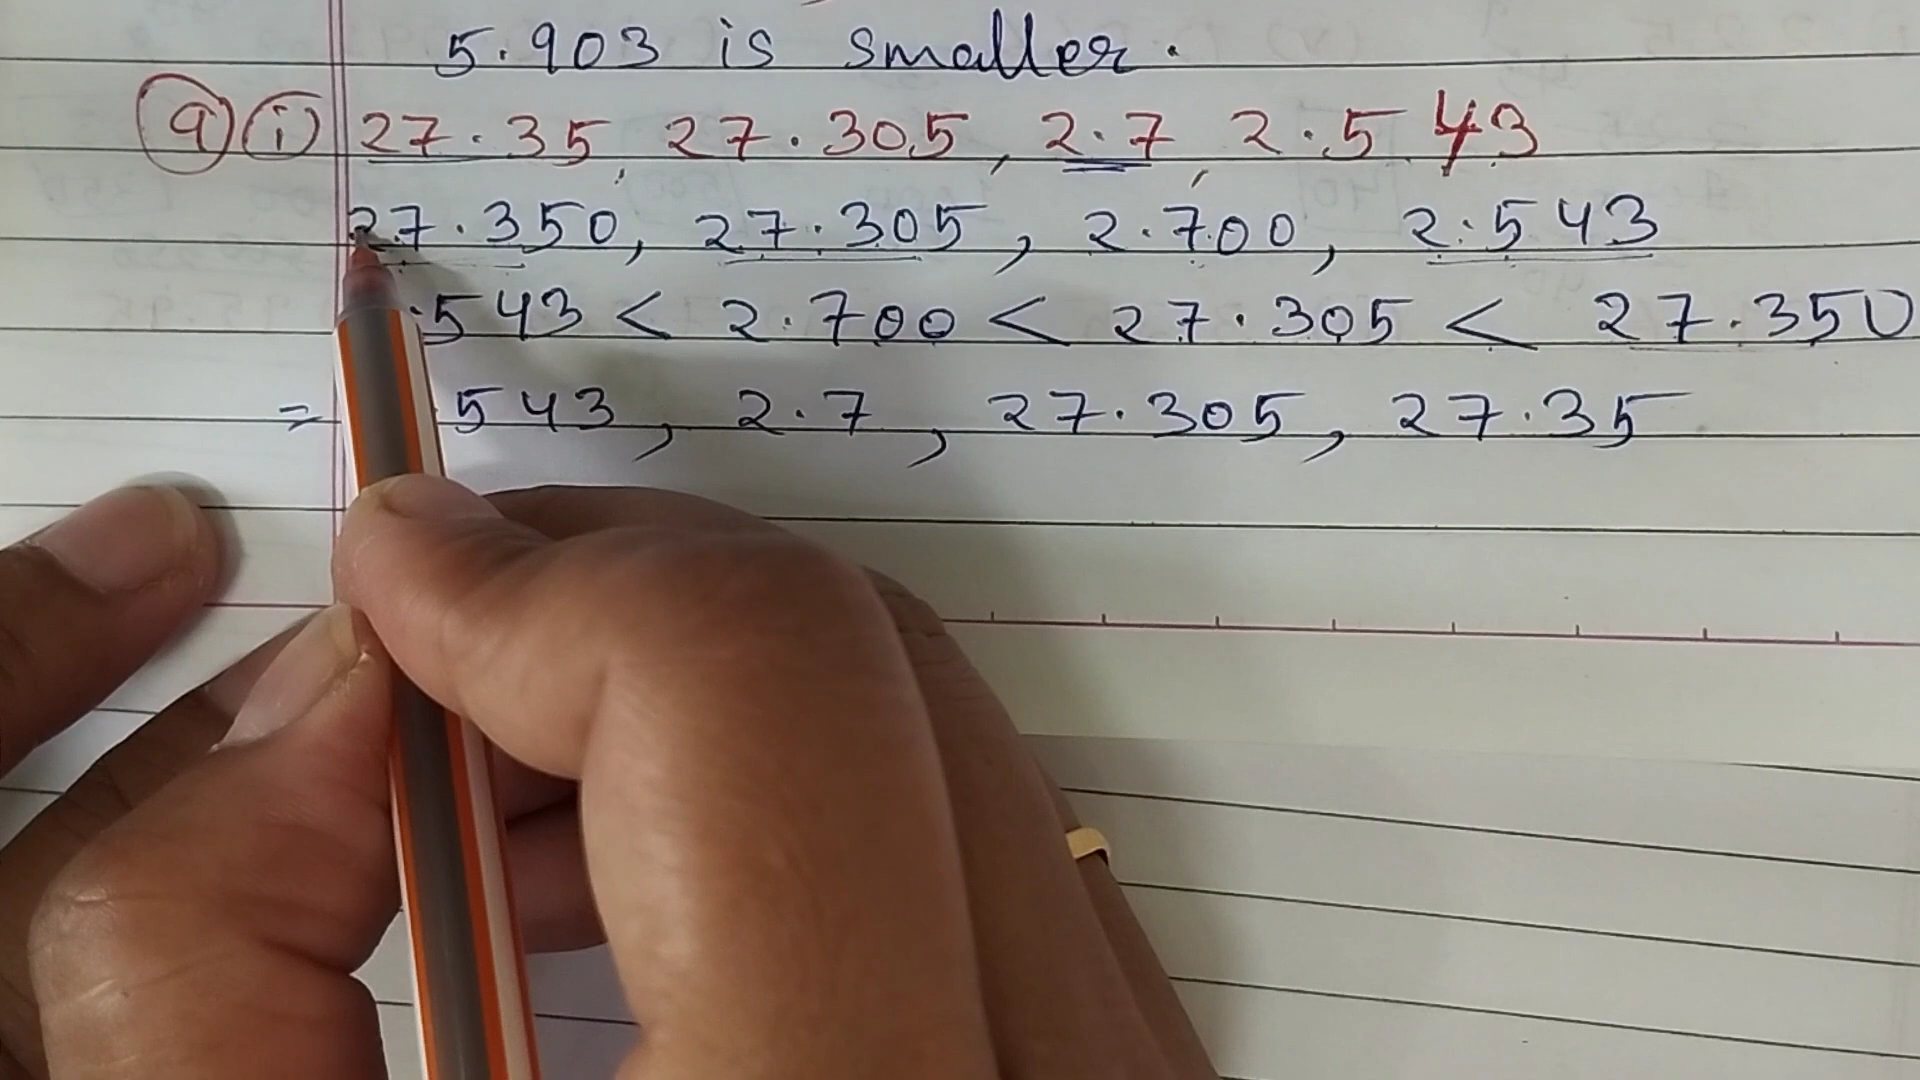 5.903 is smaller.
9 i 27.35, 27.305, 2.7, 2.543
27.350, 27.305, 2.700, 2.543
.543 < 2.700 < 27.305 < 27.350
= 543, 2.7, 27.305, 27.35